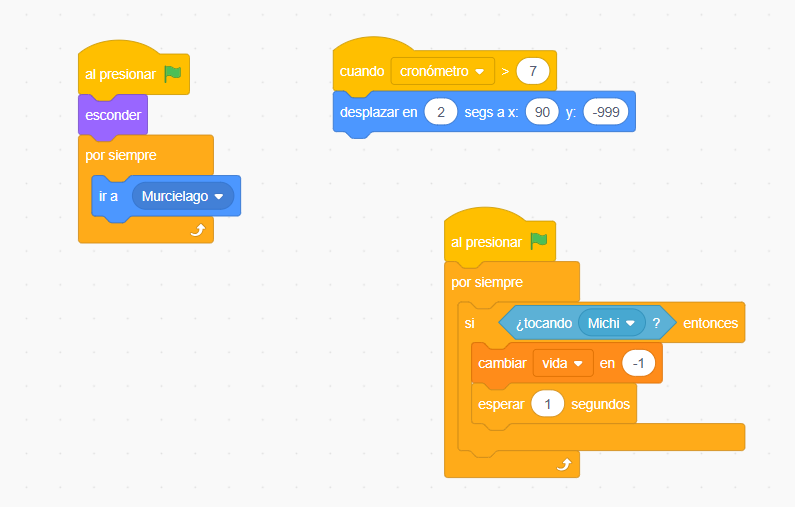 al presionar
esconder
por siempre
ir a Murcielago
cuando cronómetro > 7
desplazar en 2 segs a x: 90 y: -999
al presionar
por siempre
si ¿tocando Michi ? entonces
cambiar vida en -1
esperar 1 segundos